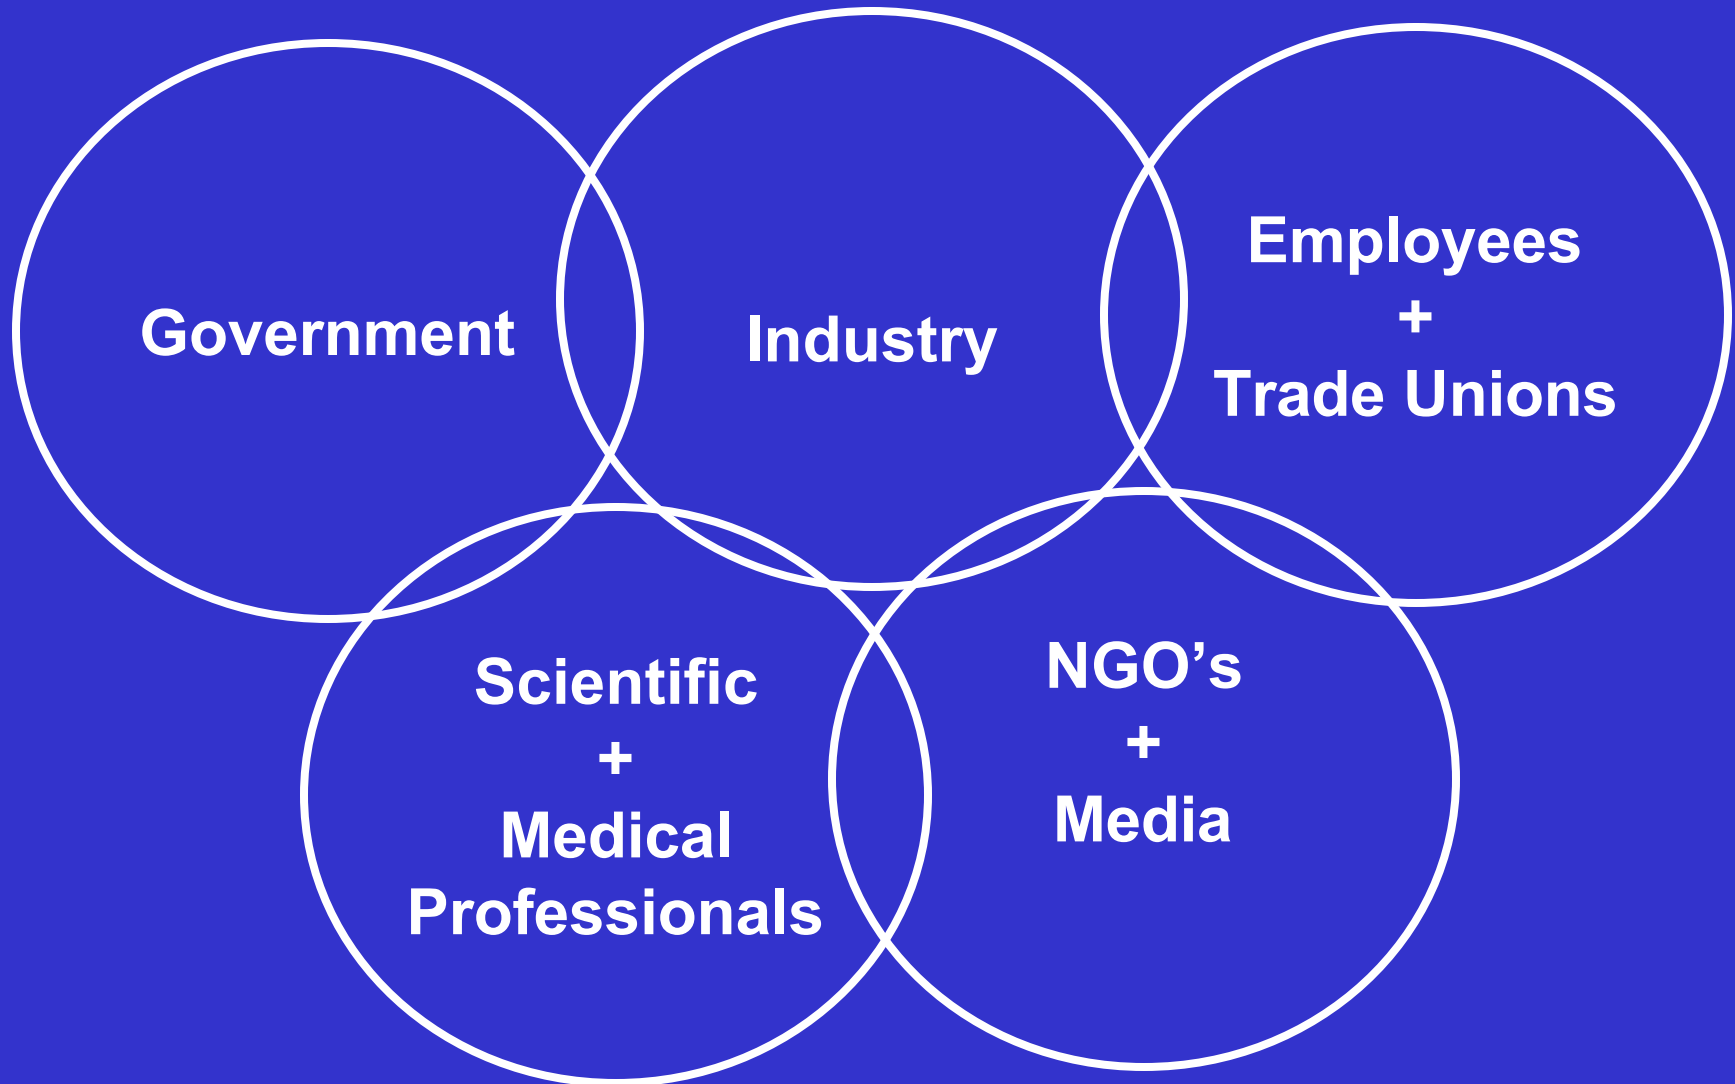 Government
Industry
Employees
+
Trade Unions
Scientific
+
Medical
Professionals
NGO’s
+
Media